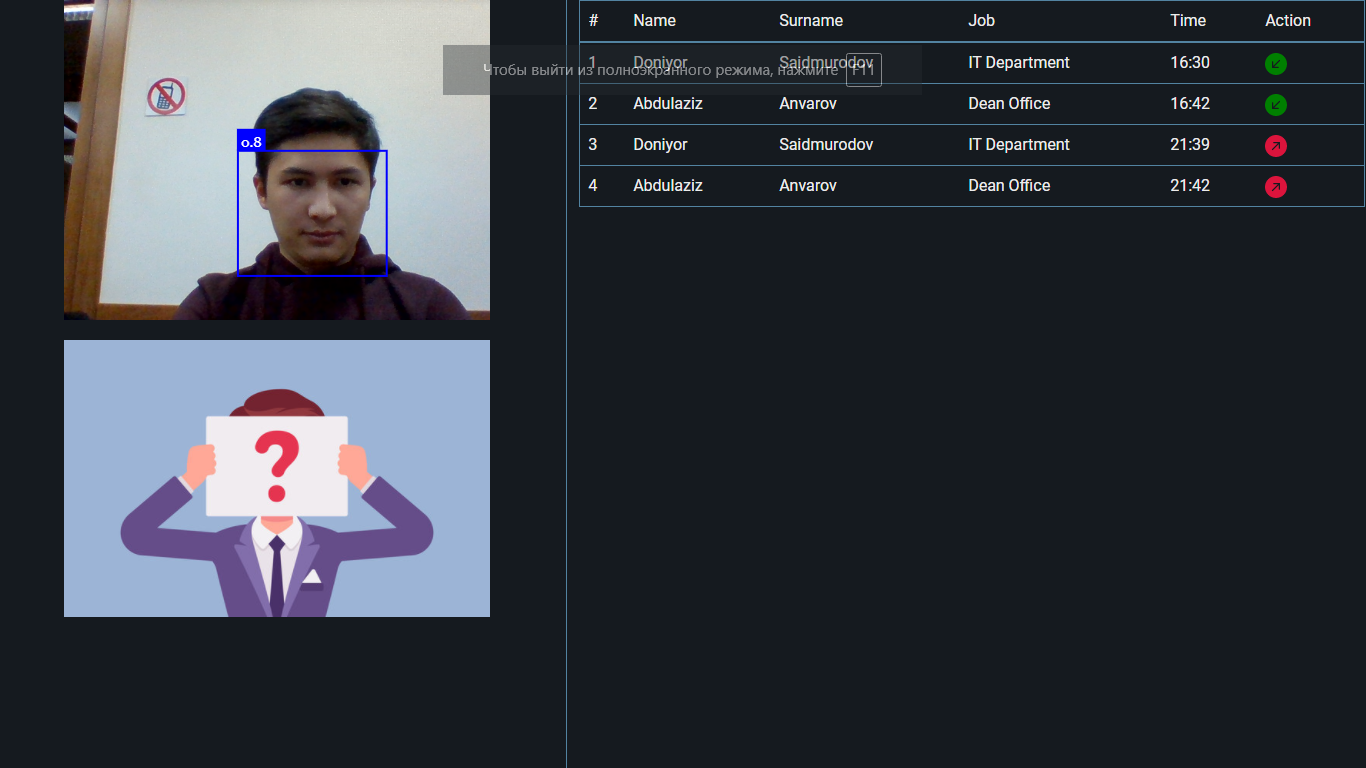 о.8
?
# Name Surname Job Time Action
1 Doniyor Saidmurodov IT Department 16:30
Чтобы выйти из полноэкранного режима, нажмите F11
2 Abdulaziz Anvarov Dean Office 16:42
3 Doniyor Saidmurodov IT Department 21:39
4 Abdulaziz Anvarov Dean Office 21:42